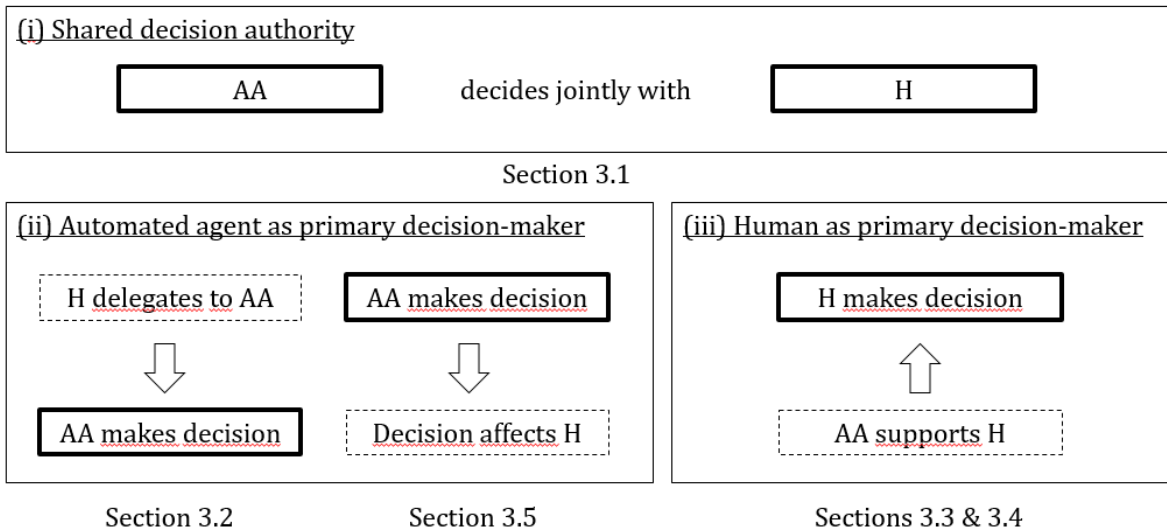 (i) Shared decision authority
AA decides jointly with H
Section 3.1
(ii) Automated agent as primary decision-maker
H delegates to AA
AA makes decision
AA makes decision
Decision affects H
Section 3.2
Section 3.5
(iii) Human as primary decision-maker
H makes decision
AA supports H
Sections 3.3 & 3.4